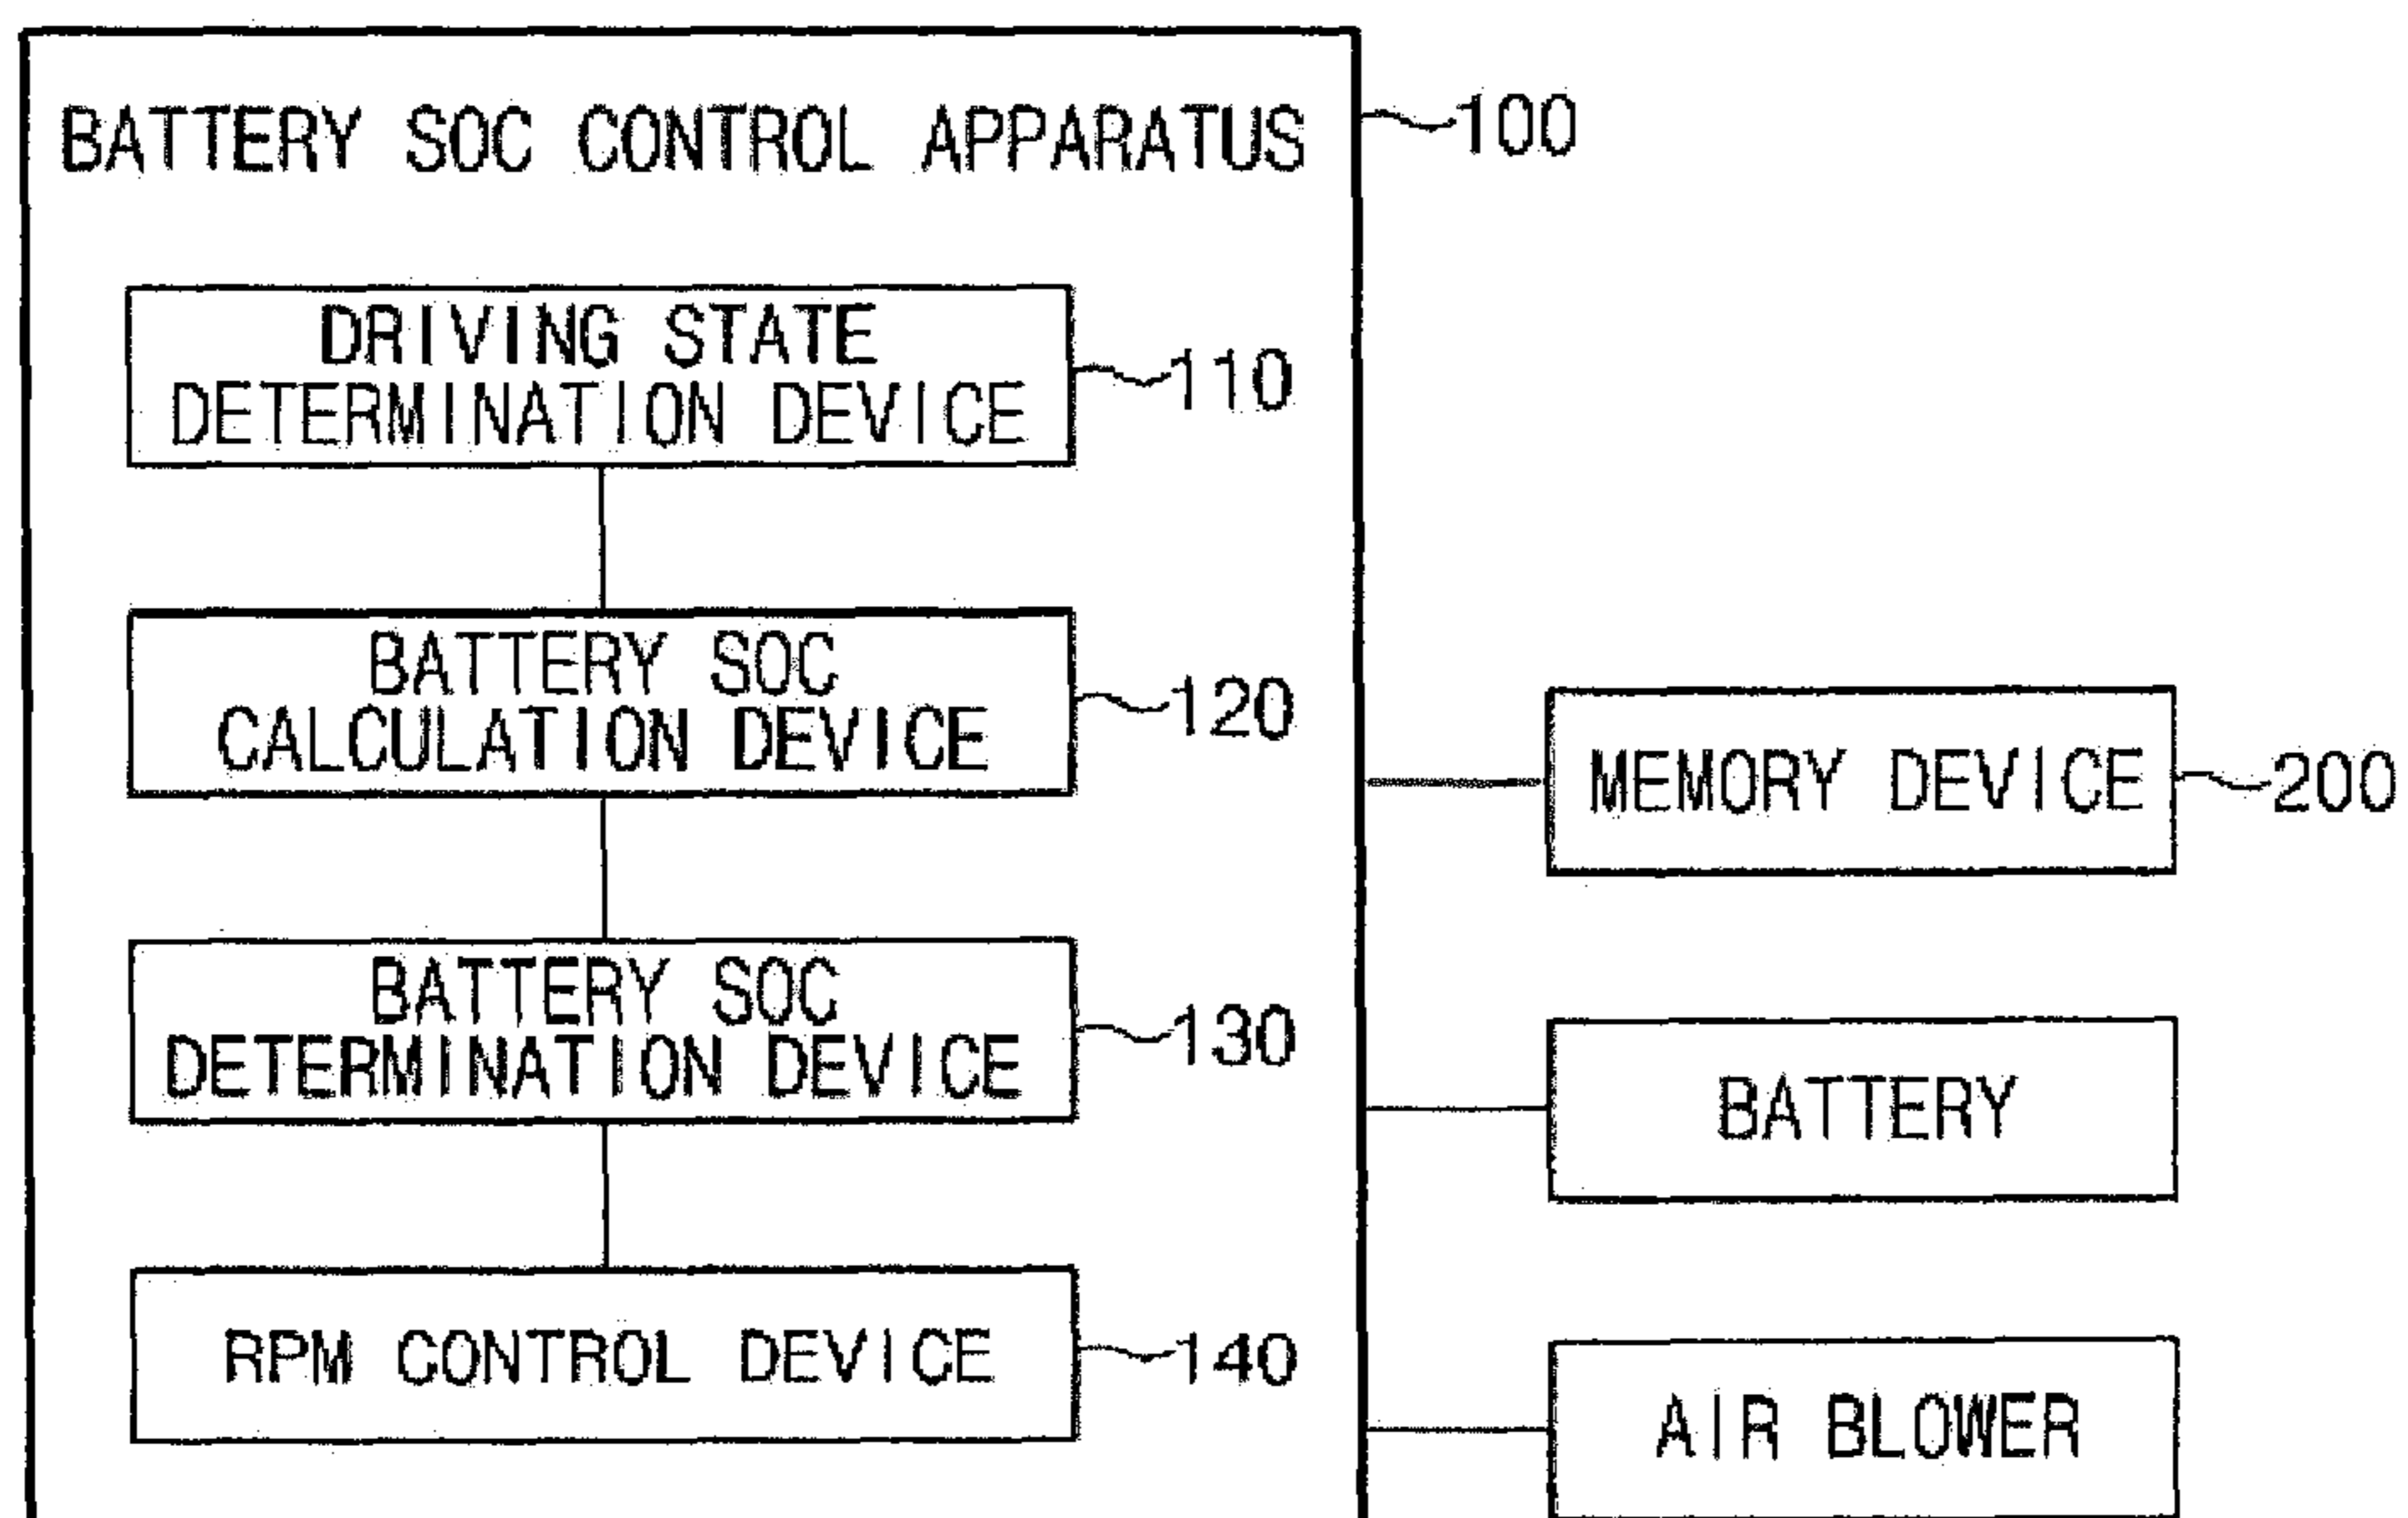 BATTERY SOC CONTROL APPARATUS
100
DRIVING STATE
DETERMINATION DEVICE
110
BATTERY SOC
CALCULATION DEVICE
120
BATTERY SOC
DETERMINATION DEVICE
130
RPM CONTROL DEVICE
140
MEMORY DEVICE
200
BATTERY
AIR BLOWER